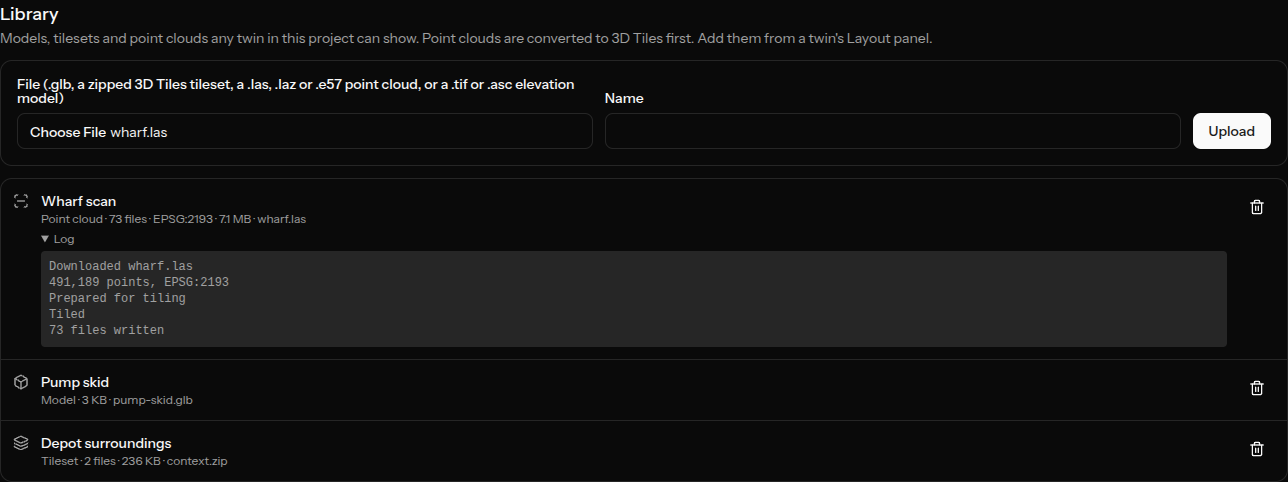 Library
Models, tilesets and point clouds any twin in this project can show. Point clouds are converted to 3D Tiles first. Add them from a twin's Layout panel.
File (.glb, a zipped 3D Tiles tileset, a .las, .laz or .e57 point cloud, or a .tif or .asc elevation
model)
Name
Choose File wharf.las
Upload
Wharf scan
Point cloud · 73 files · EPSG:2193 · 7.1 MB · wharf.las
▼ Log
Downloaded wharf.las
491,189 points, EPSG:2193
Prepared for tiling
Tiled
73 files written
Pump skid
Model · 3 KB · pump-skid.glb
Depot surroundings
Tileset · 2 files · 236 KB · context.zip